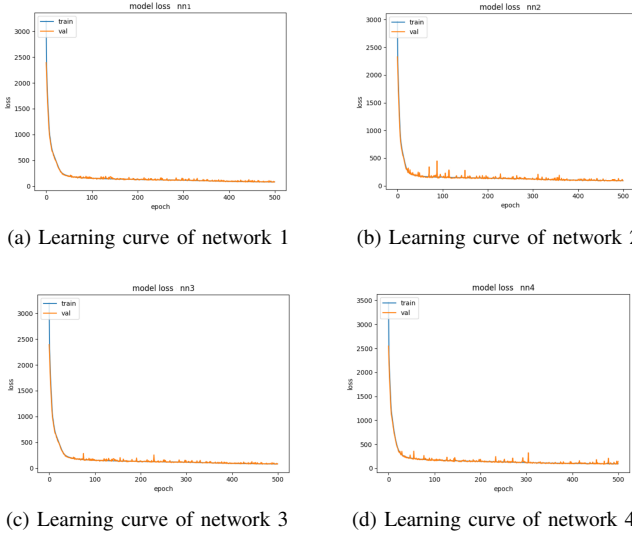 model loss nn1
train
val
3000
2500
2000
1500
1000
500
0
loss
0 100 200 300 400 500
epoch
(a) Learning curve of network 1
model loss nn2
train
val
3000
2500
2000
1500
1000
500
0
loss
0 100 200 300 400 500
epoch
(b) Learning curve of network 2
model loss nn3
train
val
3000
2500
2000
1500
1000
500
0
loss
0 100 200 300 400 500
epoch
(c) Learning curve of network 3
model loss nn4
train
val
3500
3000
2500
2000
1500
1000
500
0
loss
0 100 200 300 400 500
epoch
(d) Learning curve of network 4